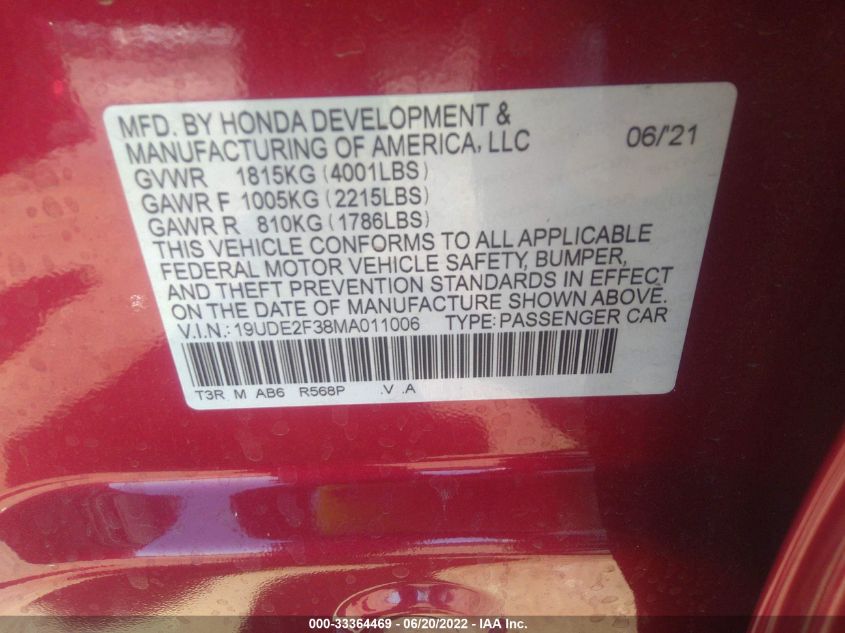 MFD. BY HONDA DEVELOPMENT &
MANUFACTURING OF AMERICA, LLC 06/'21
GVWR 1815KG (4001LBS)
GAWR F 1005KG (2215LBS)
GAWR R 810KG (1786LBS)
THIS VEHICLE CONFORMS TO ALL APPLICABLE
FEDERAL MOTOR VEHICLE SAFETY, BUMPER,
AND THEFT PREVENTION STANDARDS IN EFFECT
ON THE DATE OF MANUFACTURE SHOWN ABOVE.
V.I.N.: 19UDE2F38MA011006 TYPE: PASSENGER CAR
T3R M AB6 R568P .V .A
000-33364469 - 06/20/2022 - IAA Inc.